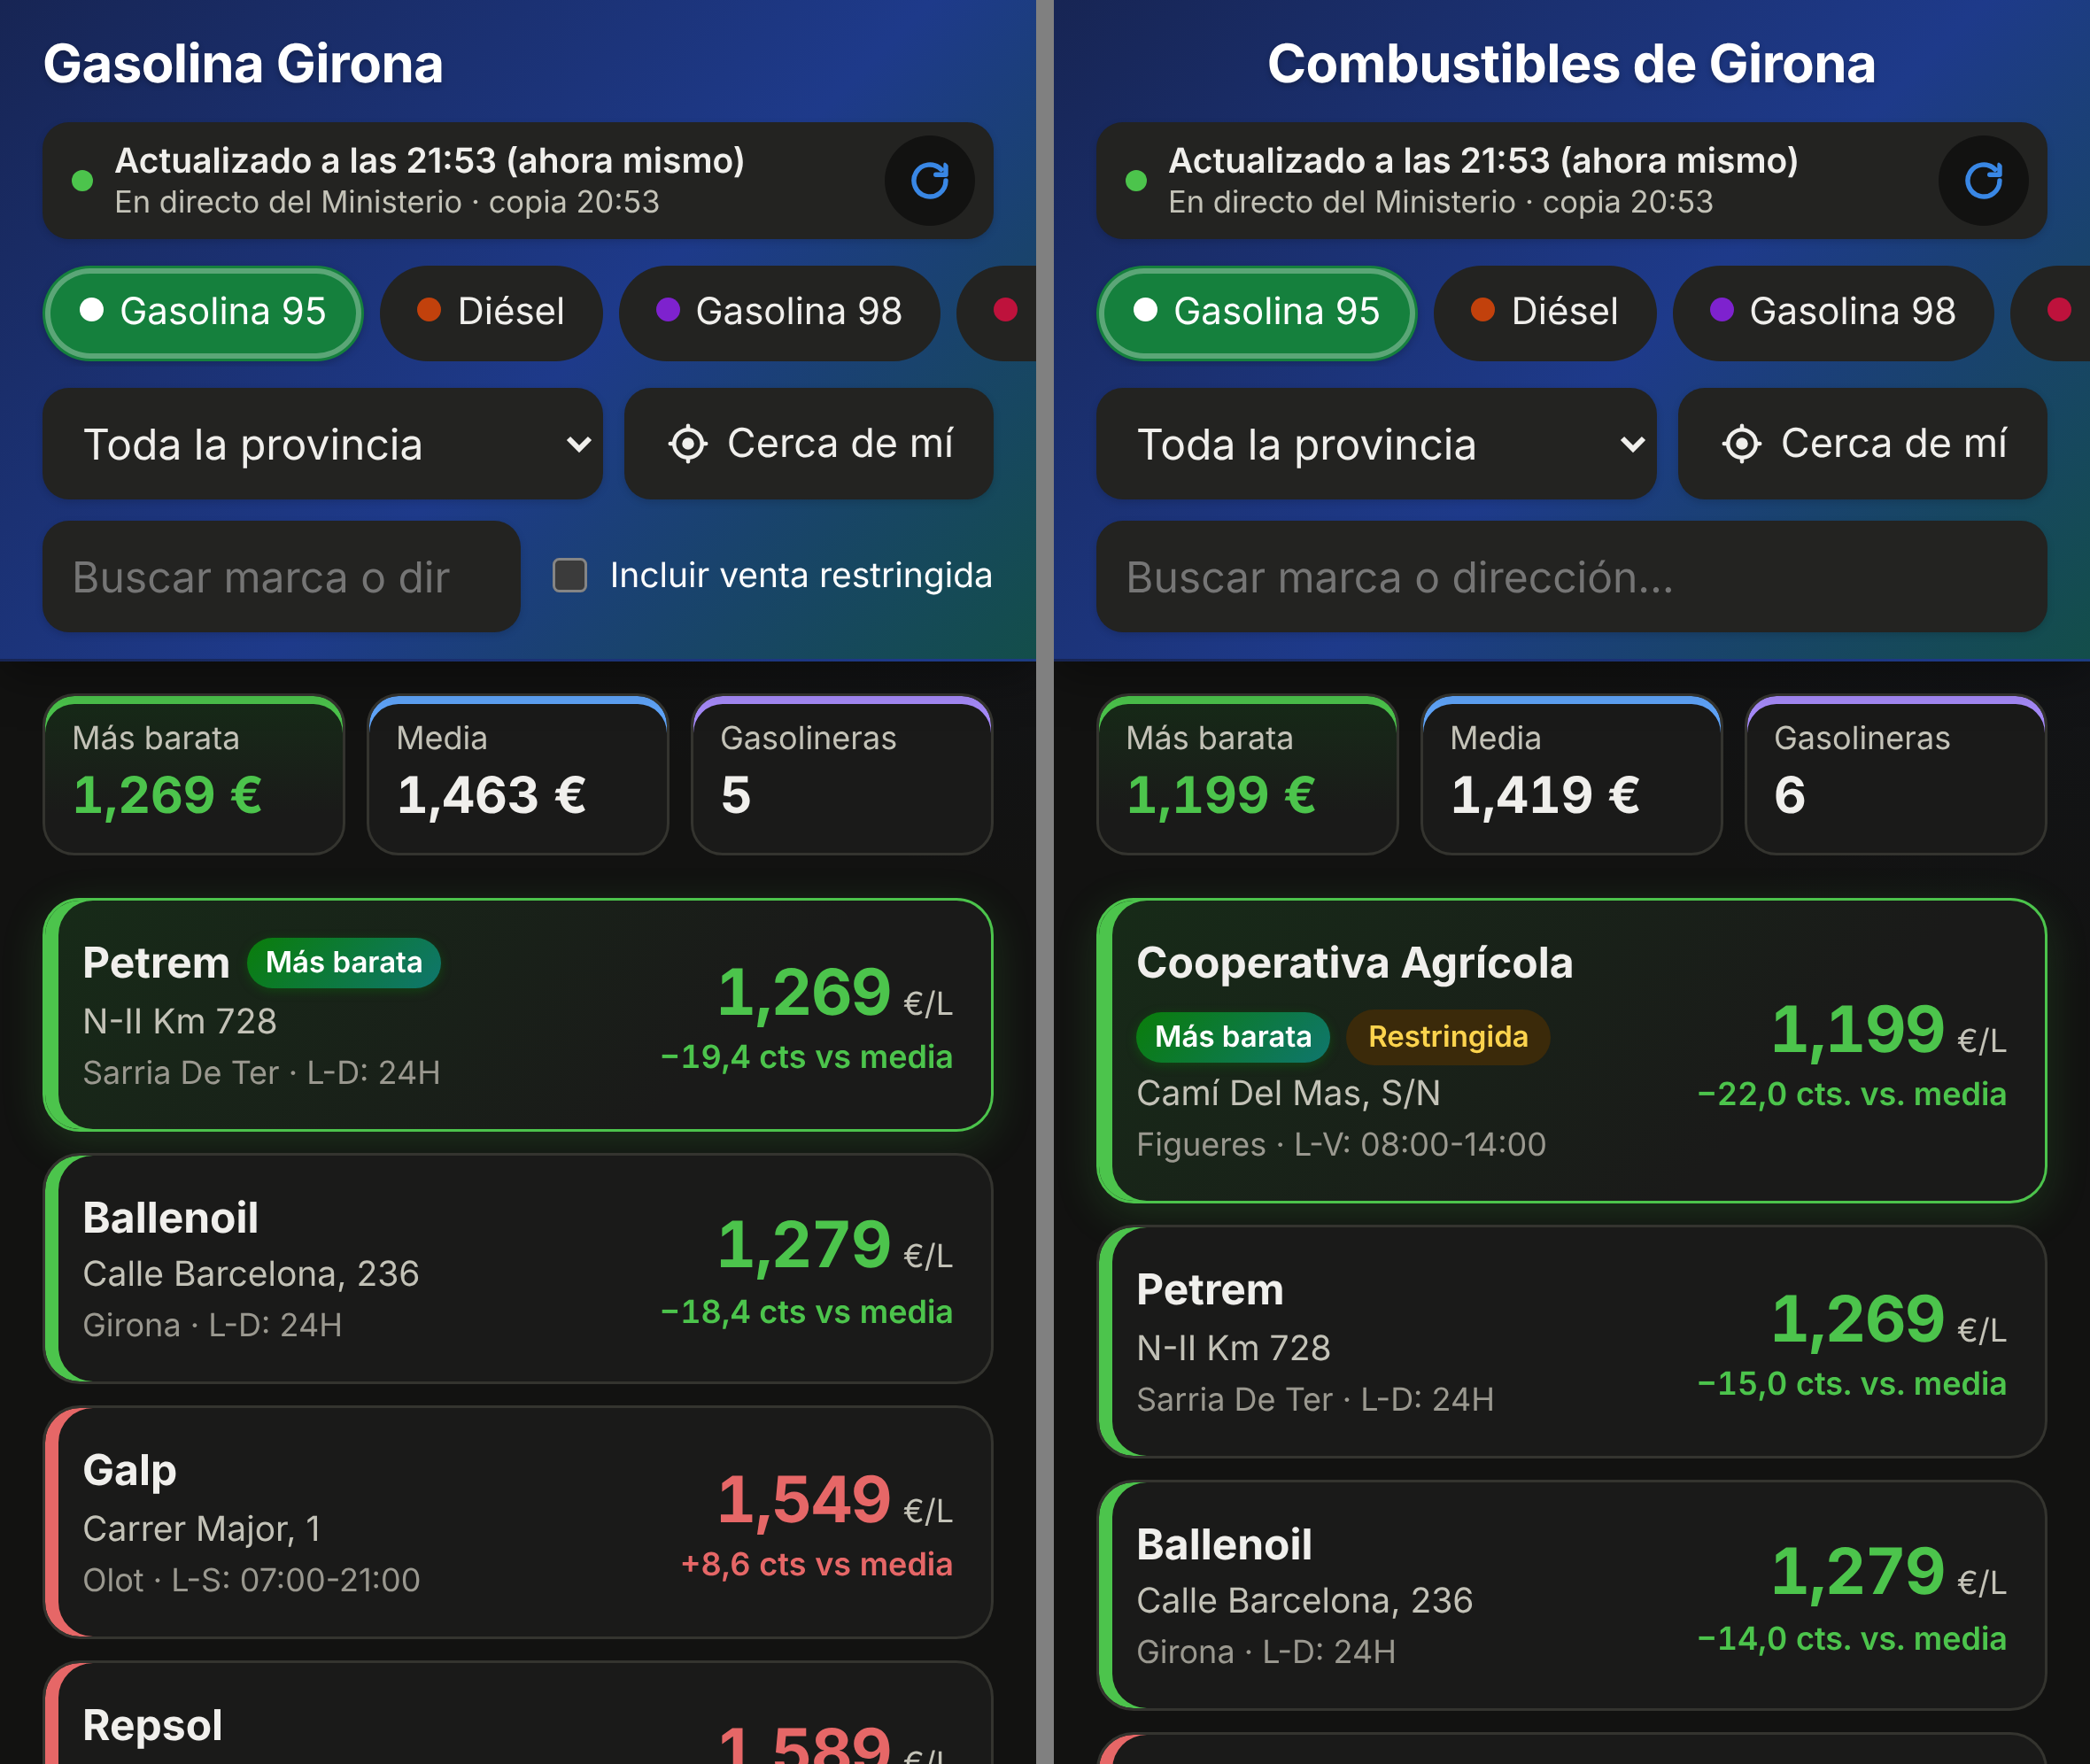 Gasolina Girona
Actualizado a las 21:53 (ahora mismo)
En directo del Ministerio · copia 20:53
Gasolina 95
Diésel
Gasolina 98
Toda la provincia
Cerca de mí
Buscar marca o dir
Incluir venta restringida
Más barata
1,269 €
Media
1,463 €
Gasolineras
5
Petrem
Más barata
N-II Km 728
Sarria De Ter · L-D: 24H
1,269 €/L
−19,4 cts vs media
Ballenoil
Calle Barcelona, 236
Girona · L-D: 24H
1,279 €/L
−18,4 cts vs media
Galp
Carrer Major, 1
Olot · L-S: 07:00-21:00
1,549 €/L
+8,6 cts vs media
Repsol
1,589 €/L
Combustibles de Girona
Actualizado a las 21:53 (ahora mismo)
En directo del Ministerio · copia 20:53
Gasolina 95
Diésel
Gasolina 98
Toda la provincia
Cerca de mí
Buscar marca o dirección...
Más barata
1,199 €
Media
1,419 €
Gasolineras
6
Cooperativa Agrícola
Más barata
Restringida
Camí Del Mas, S/N
Figueres · L-V: 08:00-14:00
1,199 €/L
−22,0 cts. vs. media
Petrem
N-II Km 728
Sarria De Ter · L-D: 24H
1,269 €/L
−15,0 cts. vs. media
Ballenoil
Calle Barcelona, 236
Girona · L-D: 24H
1,279 €/L
−14,0 cts. vs. media